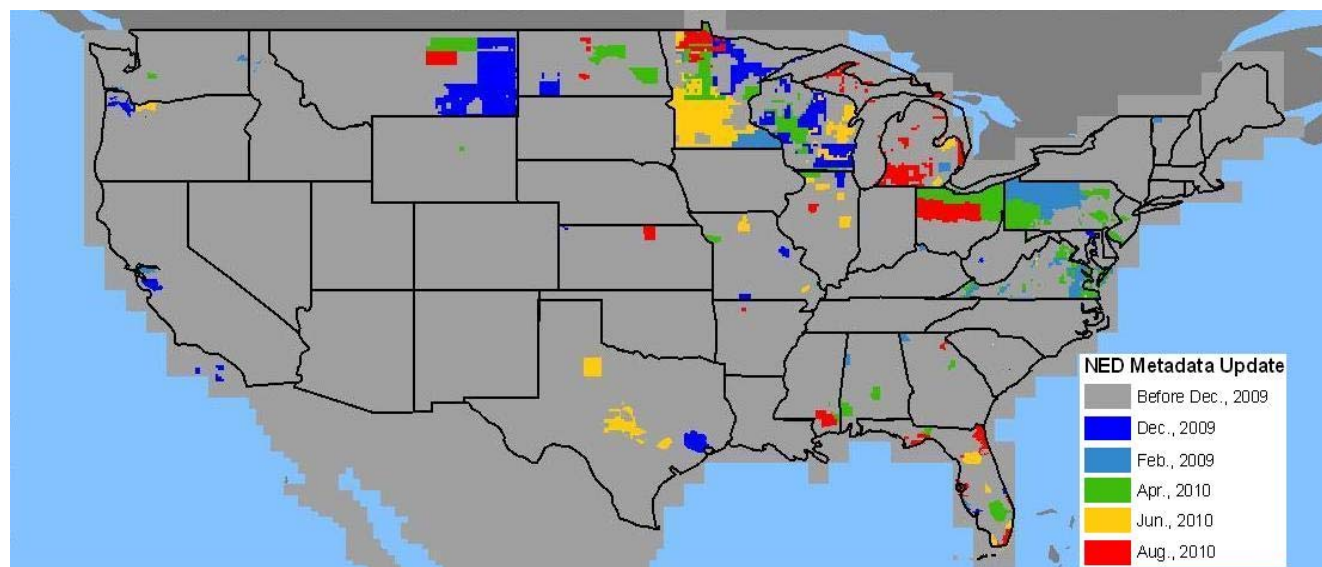 NED Metadata Update
Before Dec., 2009
Dec., 2009
Feb., 2009
Apr., 2010
Jun., 2010
Aug., 2010